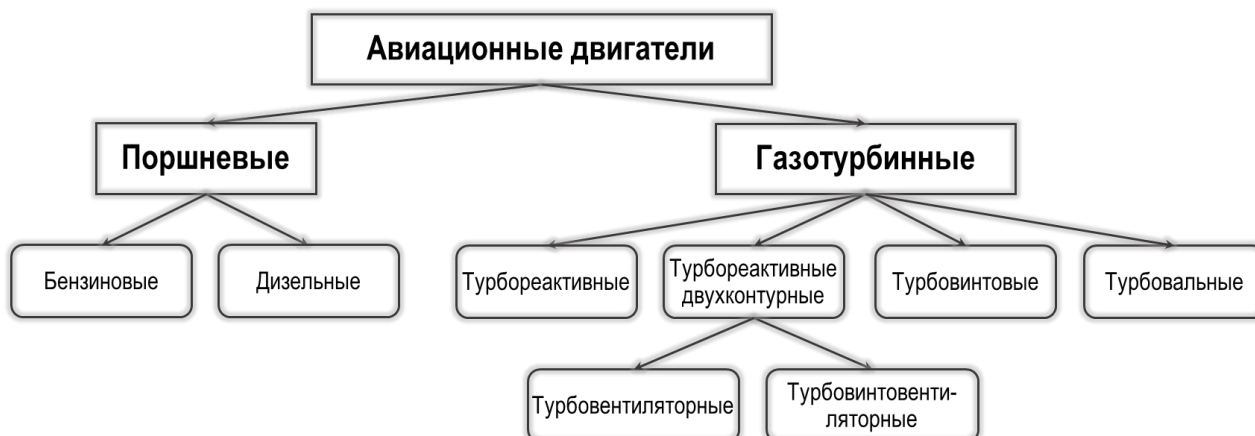 Авиационные двигатели
Поршневые
Газотурбинные
Бензиновые
Дизельные
Турбореактивные
Турбореактивные
двухконтурные
Турбовинтовые
Турбовальные
Турбовентиляторные
Турбовинтовенти-
ляторные